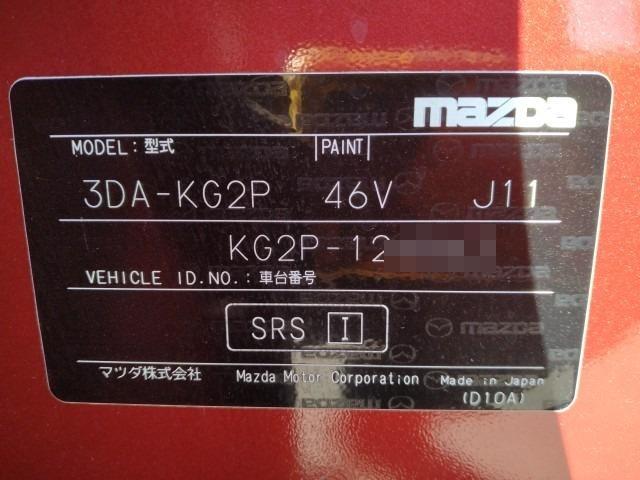 mazda
MODEL:型式 PAINT
3DA-KG2P 46V J11
KG2P-12
VEHICLE ID.NO.:車台番号
SRS I
マツダ株式会社 Mazda Motor Corporation Made in Japan
(D10A)